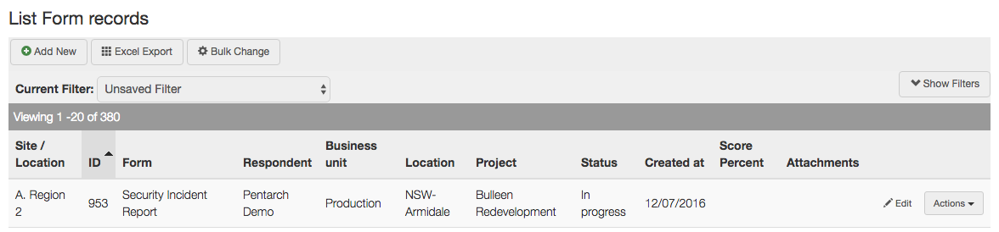 List Form records
Add New Excel Export Bulk Change
Current Filter: Unsaved Filter Show Filters
Viewing 1 -20 of 380
Site / Location ID Form Respondent Business unit Location Project Status Created at Score Percent Attachments
A. Region 2 953 Security Incident Report Pentarch Demo Production NSW-Armidale Bulleen Redevelopment In progress 12/07/2016 Edit Actions